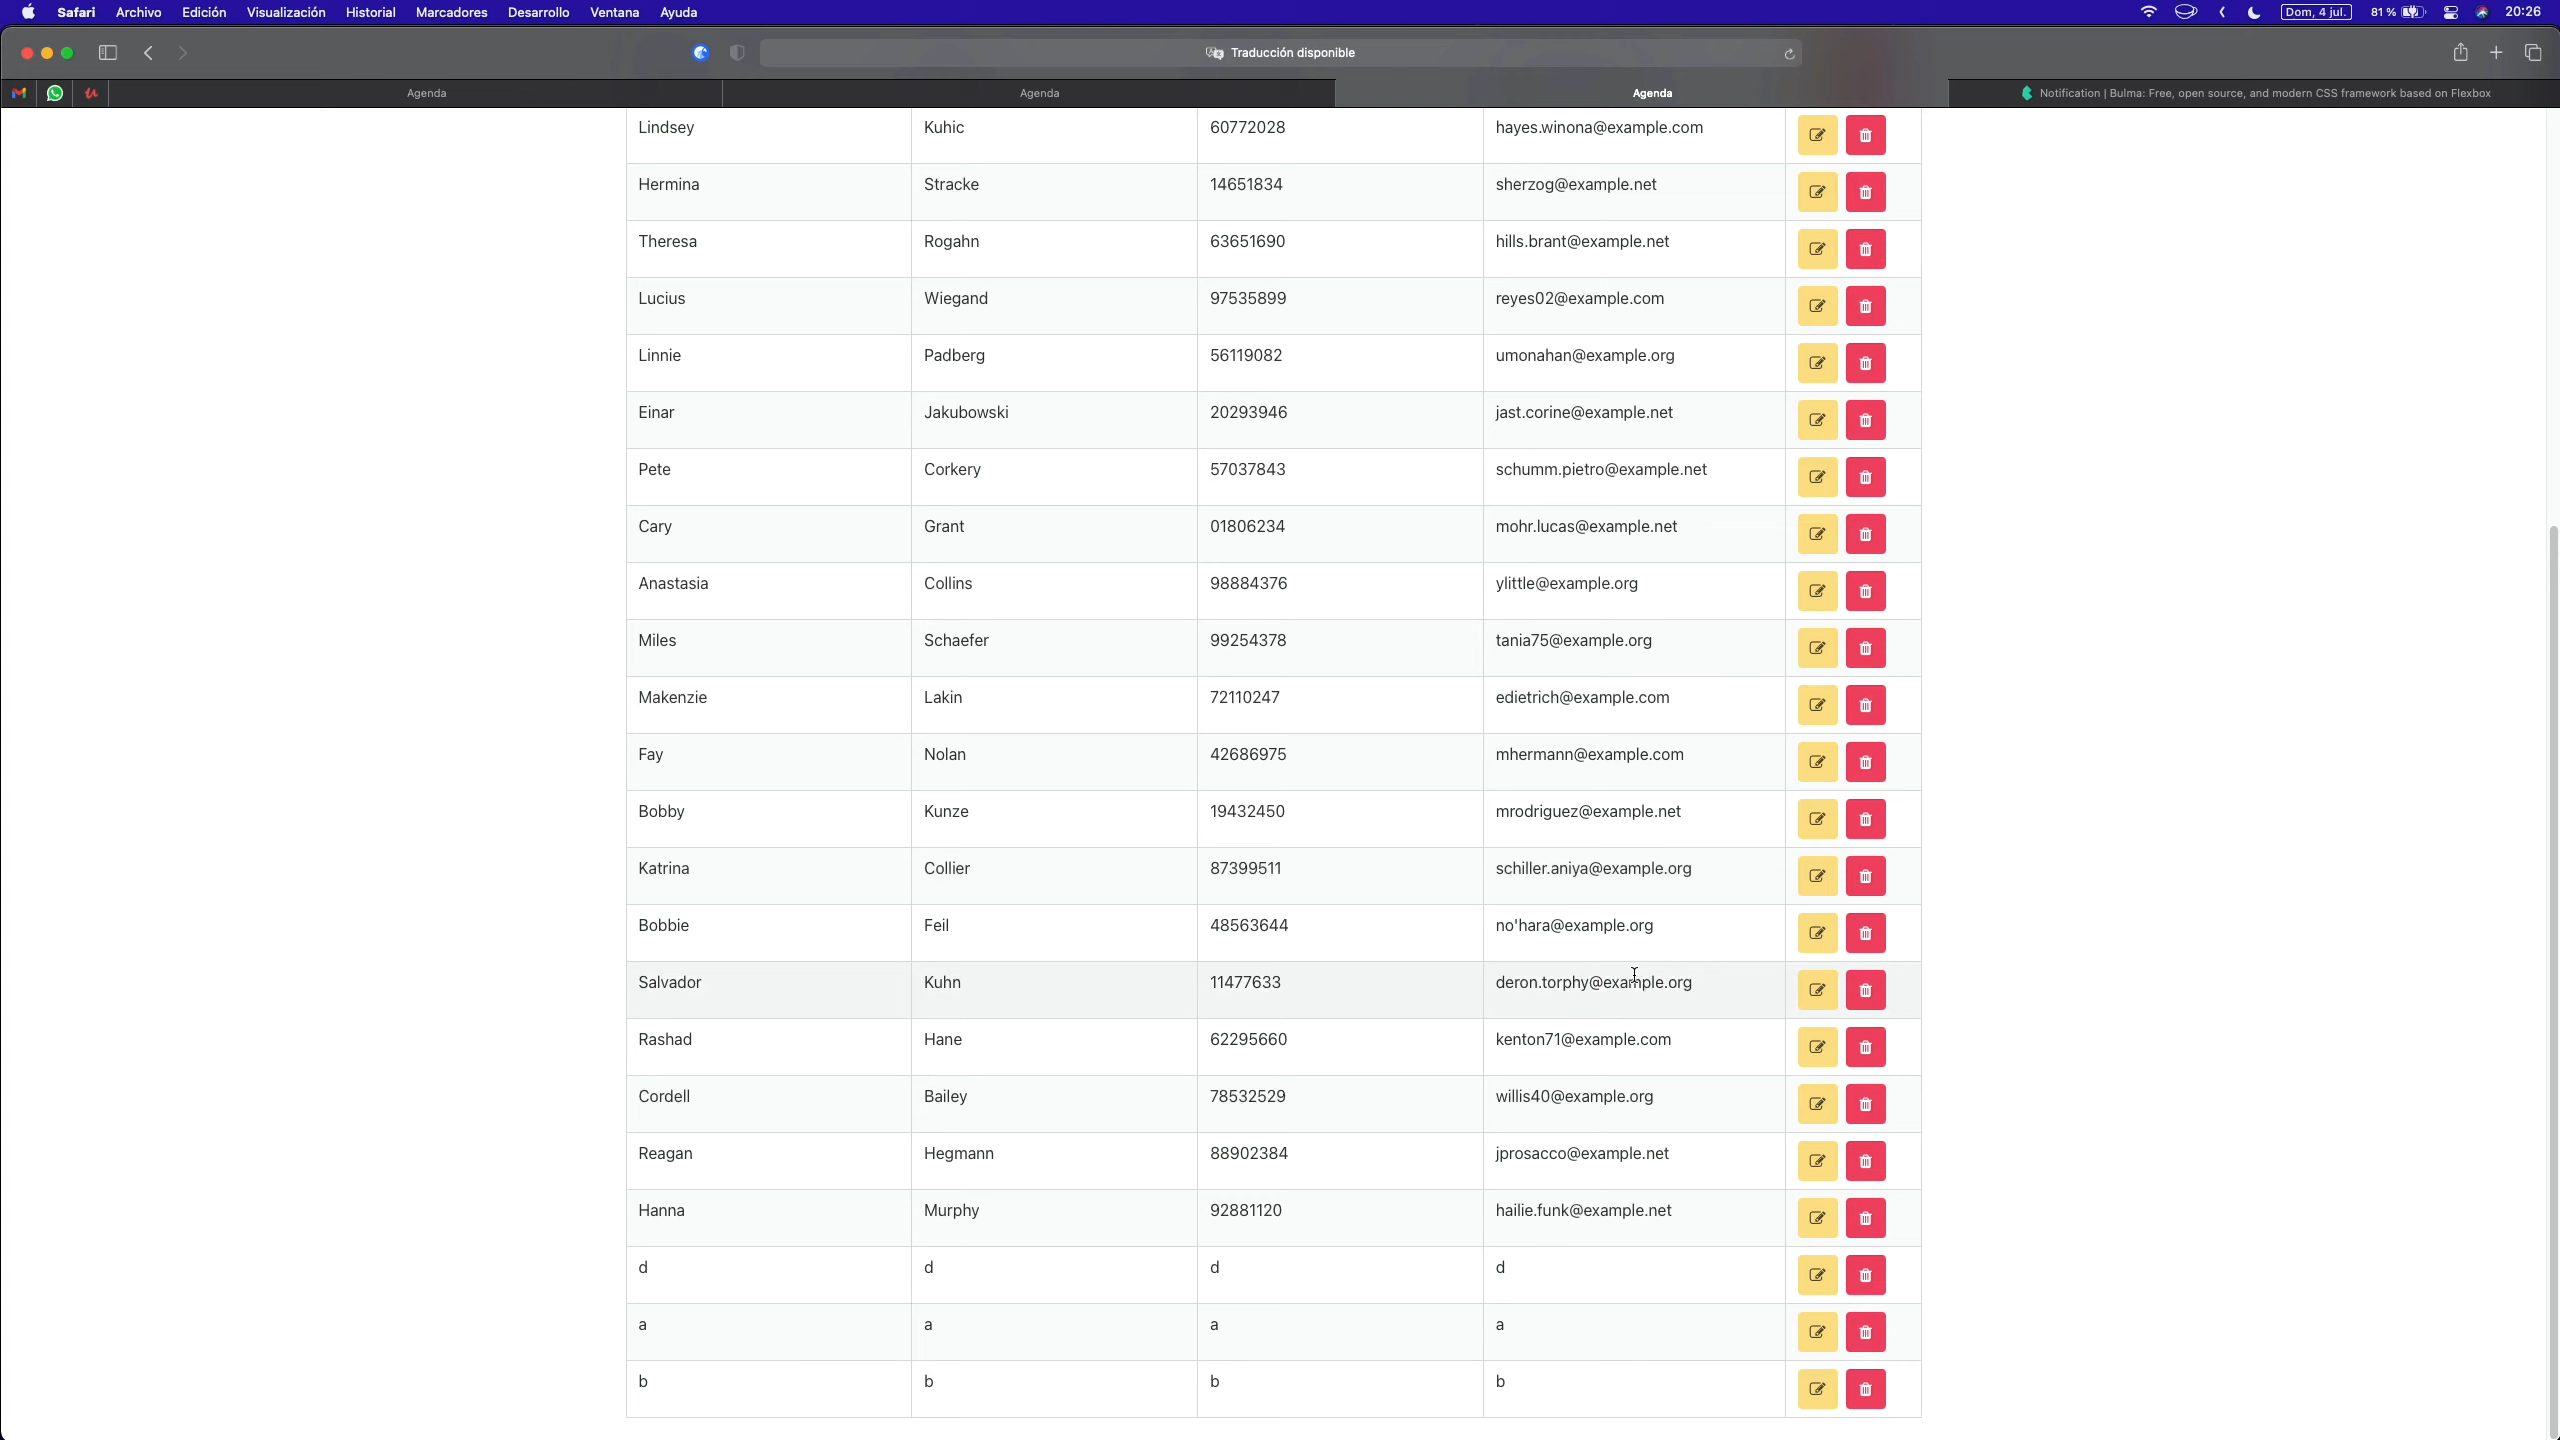 Safari Archivo Edición Visualización Historial Marcadores Desarrollo Ventana Ayuda Dom, 4 jul. 81 % 20:26
Traducción disponible
Agenda Agenda Agenda Notification | Bulma: Free, open source, and modern CSS framework based on Flexbox
Lindsey Kuhic 60772028 hayes.winona@example.com
Hermina Stracke 14651834 sherzog@example.net
Theresa Rogahn 63651690 hills.brant@example.net
Lucius Wiegand 97535899 reyes02@example.com
Linnie Padberg 56119082 umonahan@example.org
Einar Jakubowski 20293946 jast.corine@example.net
Pete Corkery 57037843 schumm.pietro@example.net
Cary Grant 01806234 mohr.lucas@example.net
Anastasia Collins 98884376 ylittle@example.org
Miles Schaefer 99254378 tania75@example.org
Makenzie Lakin 72110247 edietrich@example.com
Fay Nolan 42686975 mhermann@example.com
Bobby Kunze 19432450 mrodriguez@example.net
Katrina Collier 87399511 schiller.aniya@example.org
Bobbie Feil 48563644 no'hara@example.org
Salvador Kuhn 11477633 deron.torphy@example.org
Rashad Hane 62295660 kenton71@example.com
Cordell Bailey 78532529 willis40@example.org
Reagan Hegmann 88902384 jprosacco@example.net
Hanna Murphy 92881120 hailie.funk@example.net
d d d d
a a a a
b b b b